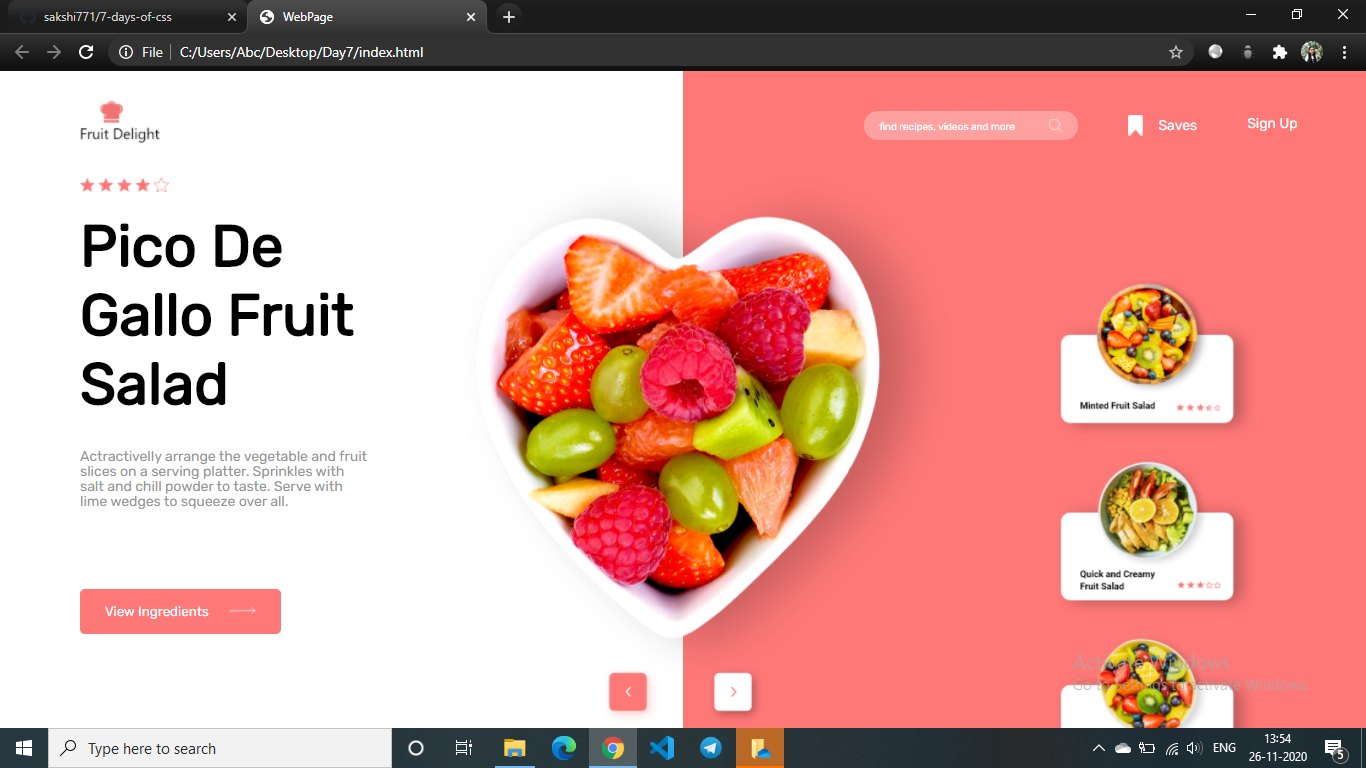 sakshi771/7-days-of-css
WebPage
File
C:/Users/Abc/Desktop/Day7/index.html
Fruit Delight
find recipes, videos and more
Saves
Sign Up
Pico De
Gallo Fruit
Salad
Actractivelly arrange the vegetable and fruit
slices on a serving platter. Sprinkles with
salt and chill powder to taste. Serve with
lime wedges to squeeze over all.
View Ingredients
Minted Fruit Salad
Quick and Creamy
Fruit Salad
Activate Windows
Go to Settings to activate Windows.
Type here to search
ENG
13:54
26-11-2020
5